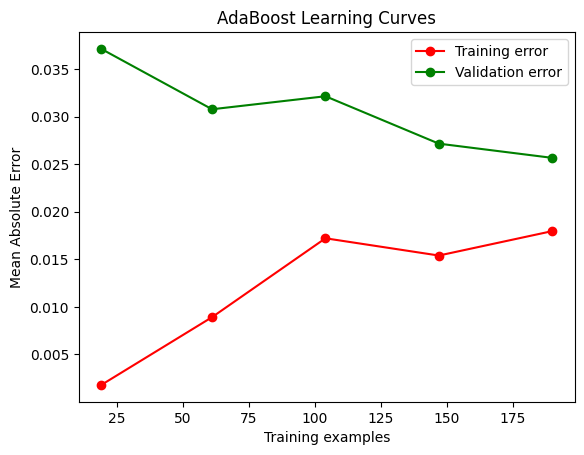 AdaBoost Learning Curves
Training error
Validation error
Mean Absolute Error
0.035
0.030
0.025
0.020
0.015
0.010
0.005
25
50
75
100
125
150
175
Training examples